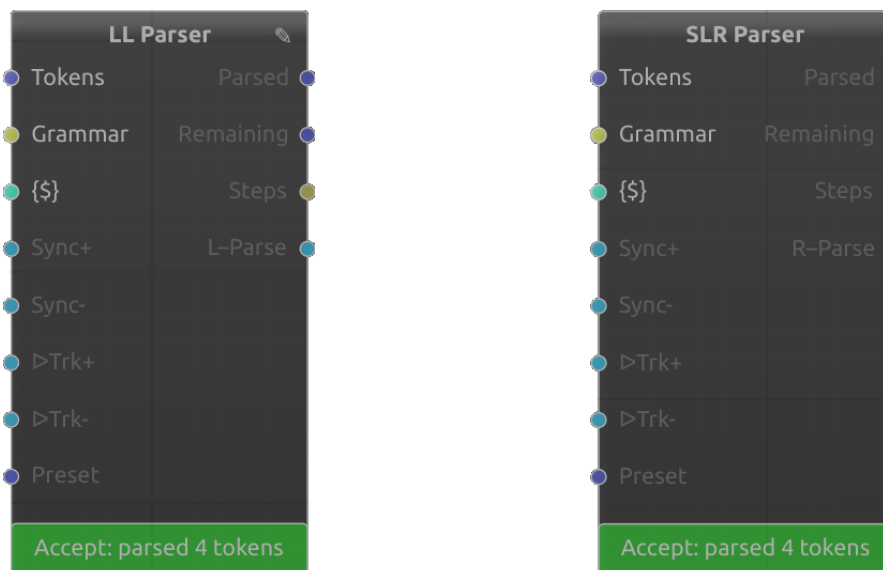 LL Parser ✎
Tokens Parsed
Grammar Remaining
{$} Steps
Sync+ L–Parse
Sync-
▷Trk+
▷Trk-
Preset
Accept: parsed 4 tokens
SLR Parser
Tokens Parsed
Grammar Remaining
{$} Steps
Sync+ R–Parse
Sync-
▷Trk+
▷Trk-
Preset
Accept: parsed 4 tokens